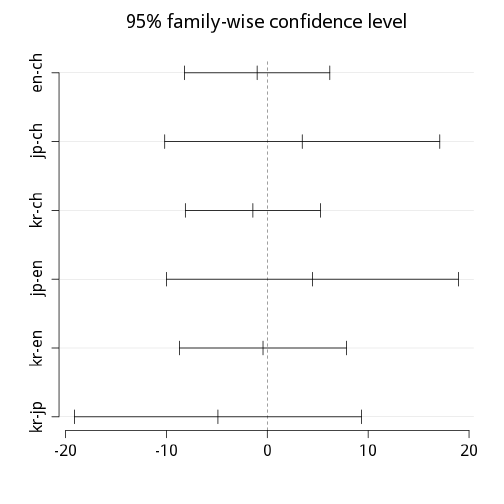 95% family-wise confidence level
en-ch
jp-ch
kr-ch
jp-en
kr-en
kr-jp
-20 -10 0 10 20